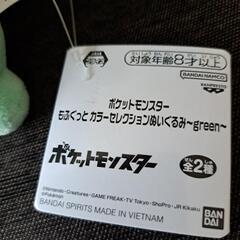 対象年齢8才以上
BANDAI NAMCO
BANPRESTO
ポケットモンスター
もふぐっと カラーセレクションぬいぐるみ〜green〜
ポケットモンスター
全2種
©Nintendo・Creatures・GAME FREAK・TV Tokyo・ShoPro・JR Kikaku
©Pokémon
BANDAI SPIRITS MADE IN VIETNAM
BANDAI